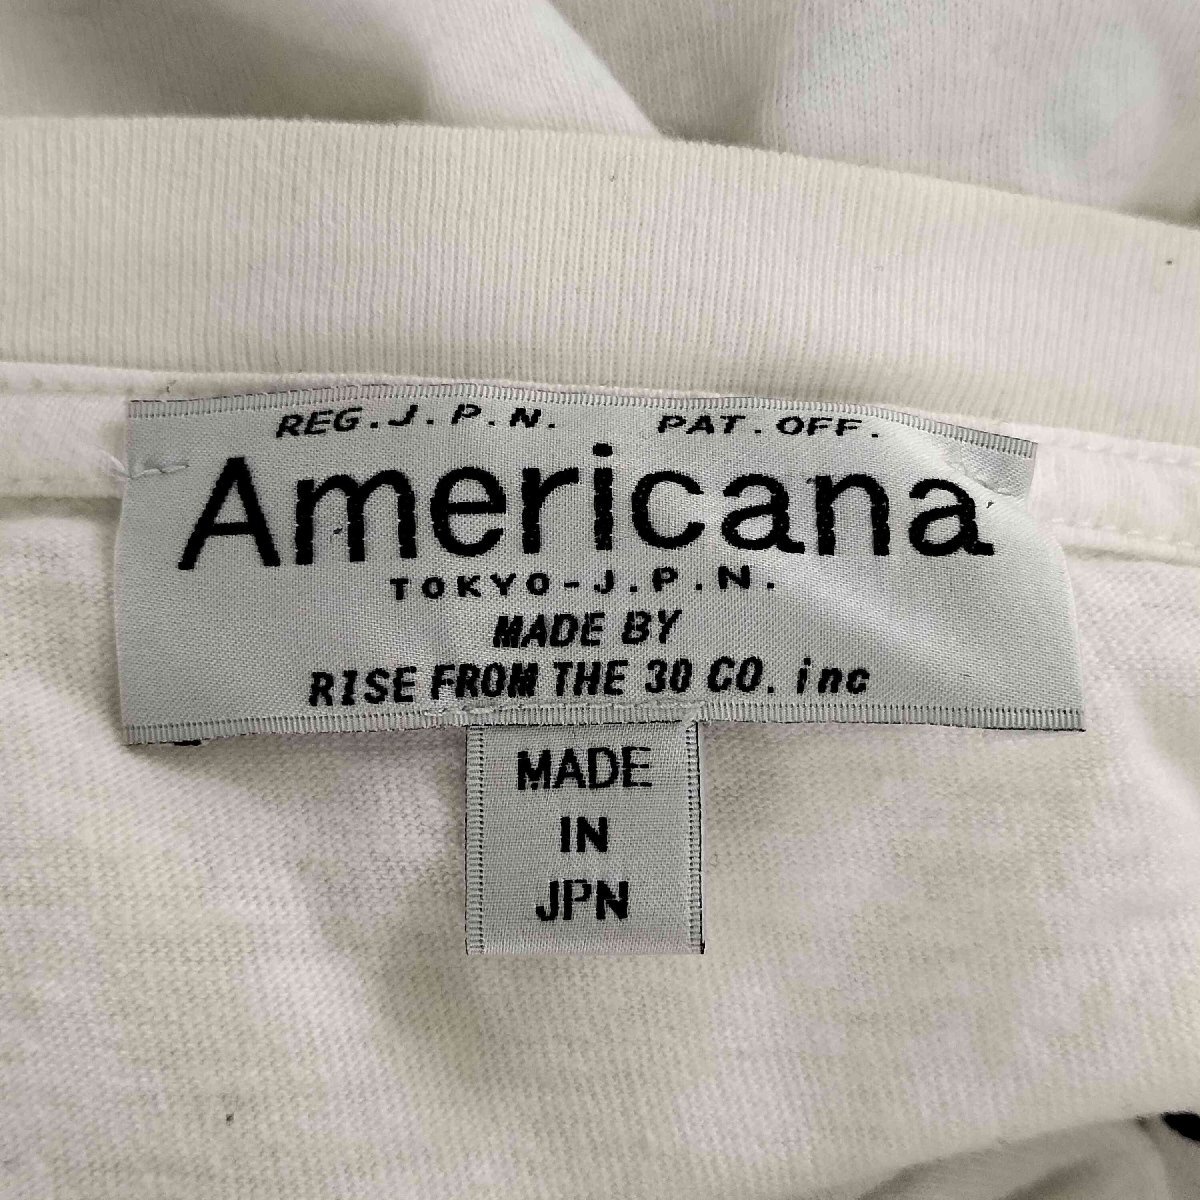 REG.J.P.N. PAT.OFF.
Americana
TOKYO-J.P.N.
MADE BY
RISE FROM THE 30 CO. inc
MADE
IN
JPN